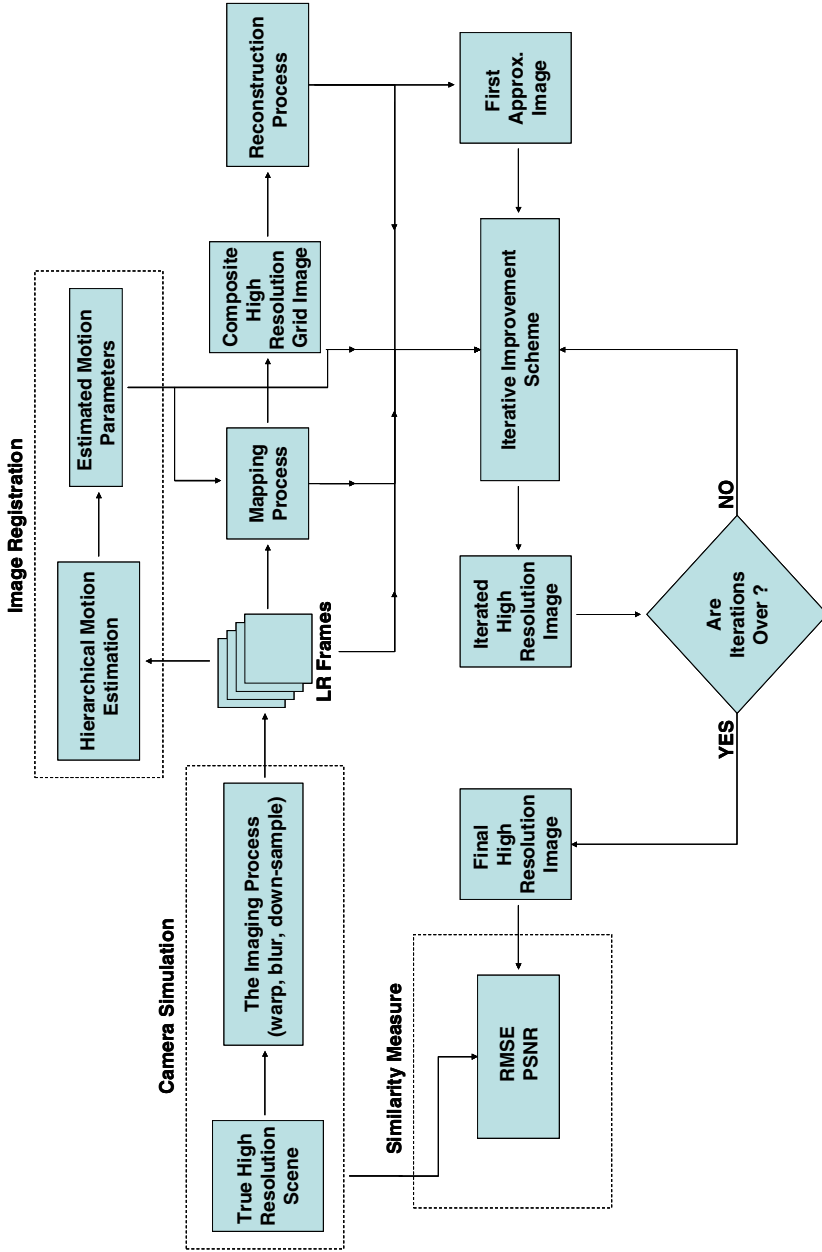 Image Registration
Hierarchical Motion
Estimation
Estimated Motion
Parameters
Camera Simulation
True High
Resolution
Scene
The Imaging Process
(warp, blur, down-sample)
LR Frames
Mapping
Process
Composite
High
Resolution
Grid Image
Reconstruction
Process
Similarity Measure
RMSE
PSNR
Final
High
Resolution
Image
Iterated High
Resolution
Image
Iterative Improvement
Scheme
First
Approx.
Image
YES
Are
Iterations
Over ?
NO